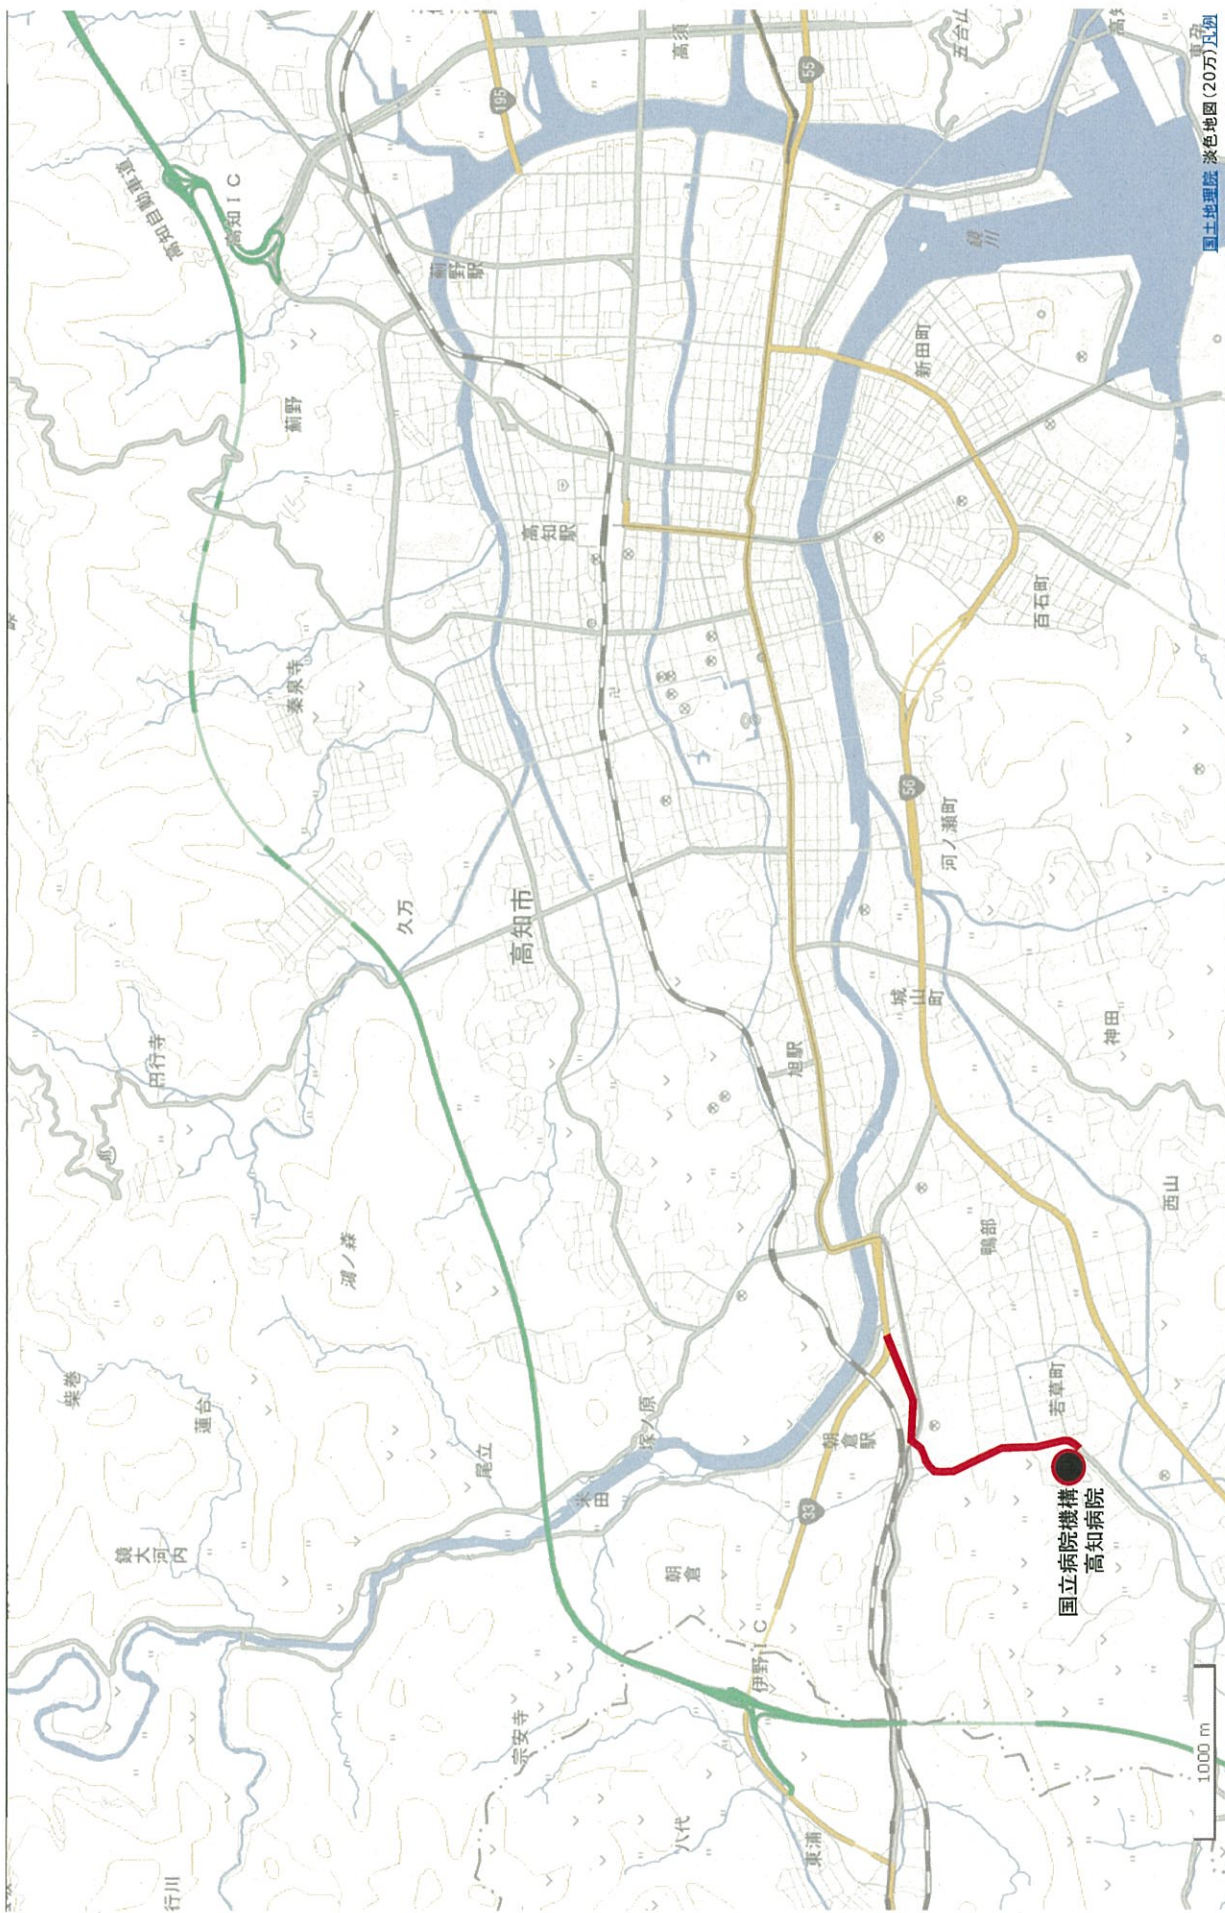 高知自動車道
高知IC
195
高須
55
五台山
国土地理院 淡色地図(20万)凡例
薊野駅
薊野
鏡川
新田町
高知駅
百石町
秦泉寺
56
河ノ瀬町
久万
高知市
城山町
神田
円行寺
旭駅
西山
鴻ノ森
鴨部
柴巻
蓮台
尾立
塚ノ原
朝倉駅
若草町
米田
33
鏡大河内
朝倉
国立病院機構
高知病院
伊野IC
宗安寺
1000 m
八代
東浦
行川